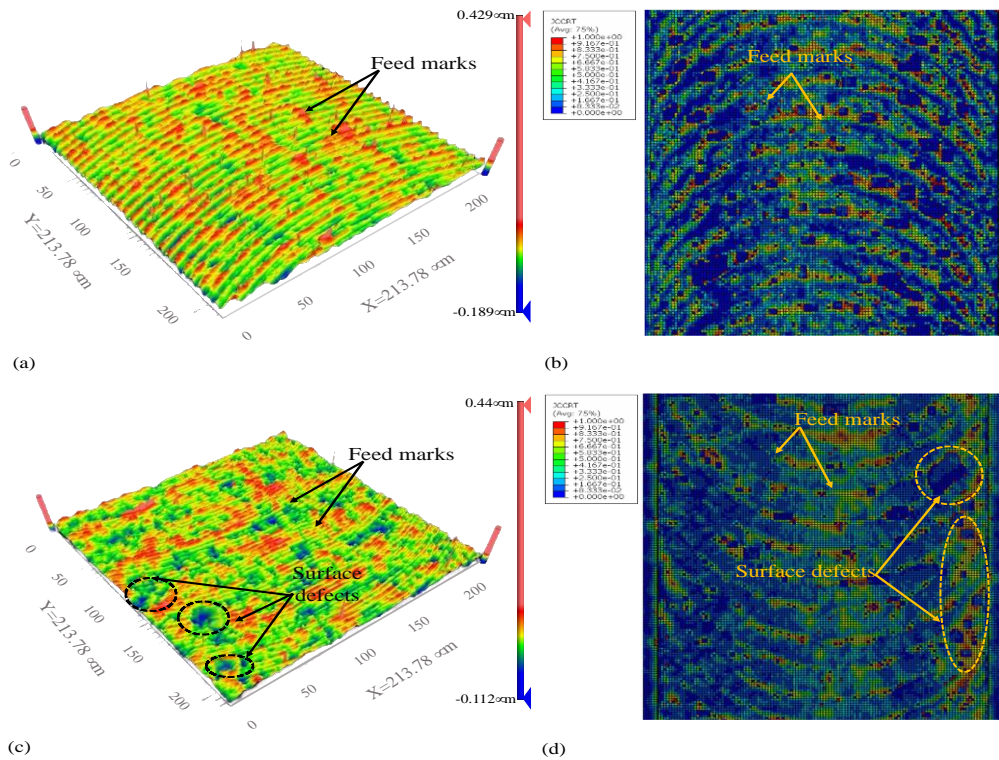 0.429∝m
Feed marks
0
50
100
150
200
Y=213.78 ∝m
0
50
100
150
200
X=213.78 ∝m
-0.189∝m
(a)
JCCRT
(Avg: 75%)
+1.000e+00
+9.167e-01
+8.333e-01
+7.500e-01
+6.667e-01
+5.833e-01
+5.000e-01
+4.167e-01
+3.333e-01
+2.500e-01
+1.667e-01
+8.333e-02
+0.000e+00
Feed marks
(b)
0.44∝m
Feed marks
Surface
defects
0
50
100
150
200
Y=213.78 ∝m
0
50
100
150
200
X=213.78 ∝m
-0.112∝m
(c)
JCCRT
(Avg: 75%)
+1.000e+00
+9.167e-01
+8.333e-01
+7.500e-01
+6.667e-01
+5.833e-01
+5.000e-01
+4.167e-01
+3.333e-01
+2.500e-01
+1.667e-01
+8.333e-02
+0.000e+00
Feed marks
Surface defects
(d)